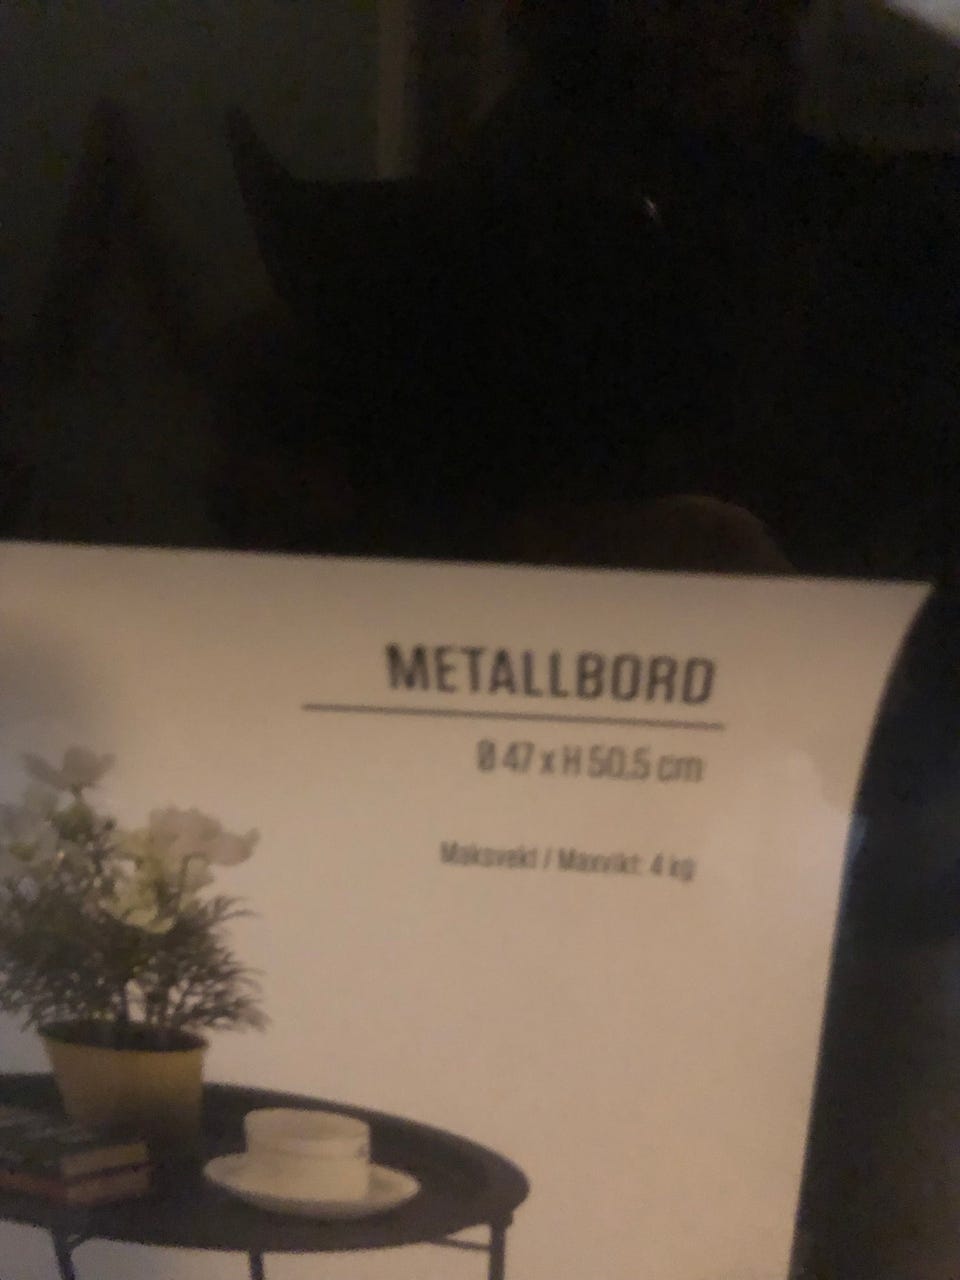 METALLBORD
Ø 47 x H 50,5 cm
Maksvekt / Maxvikt: 4 kg